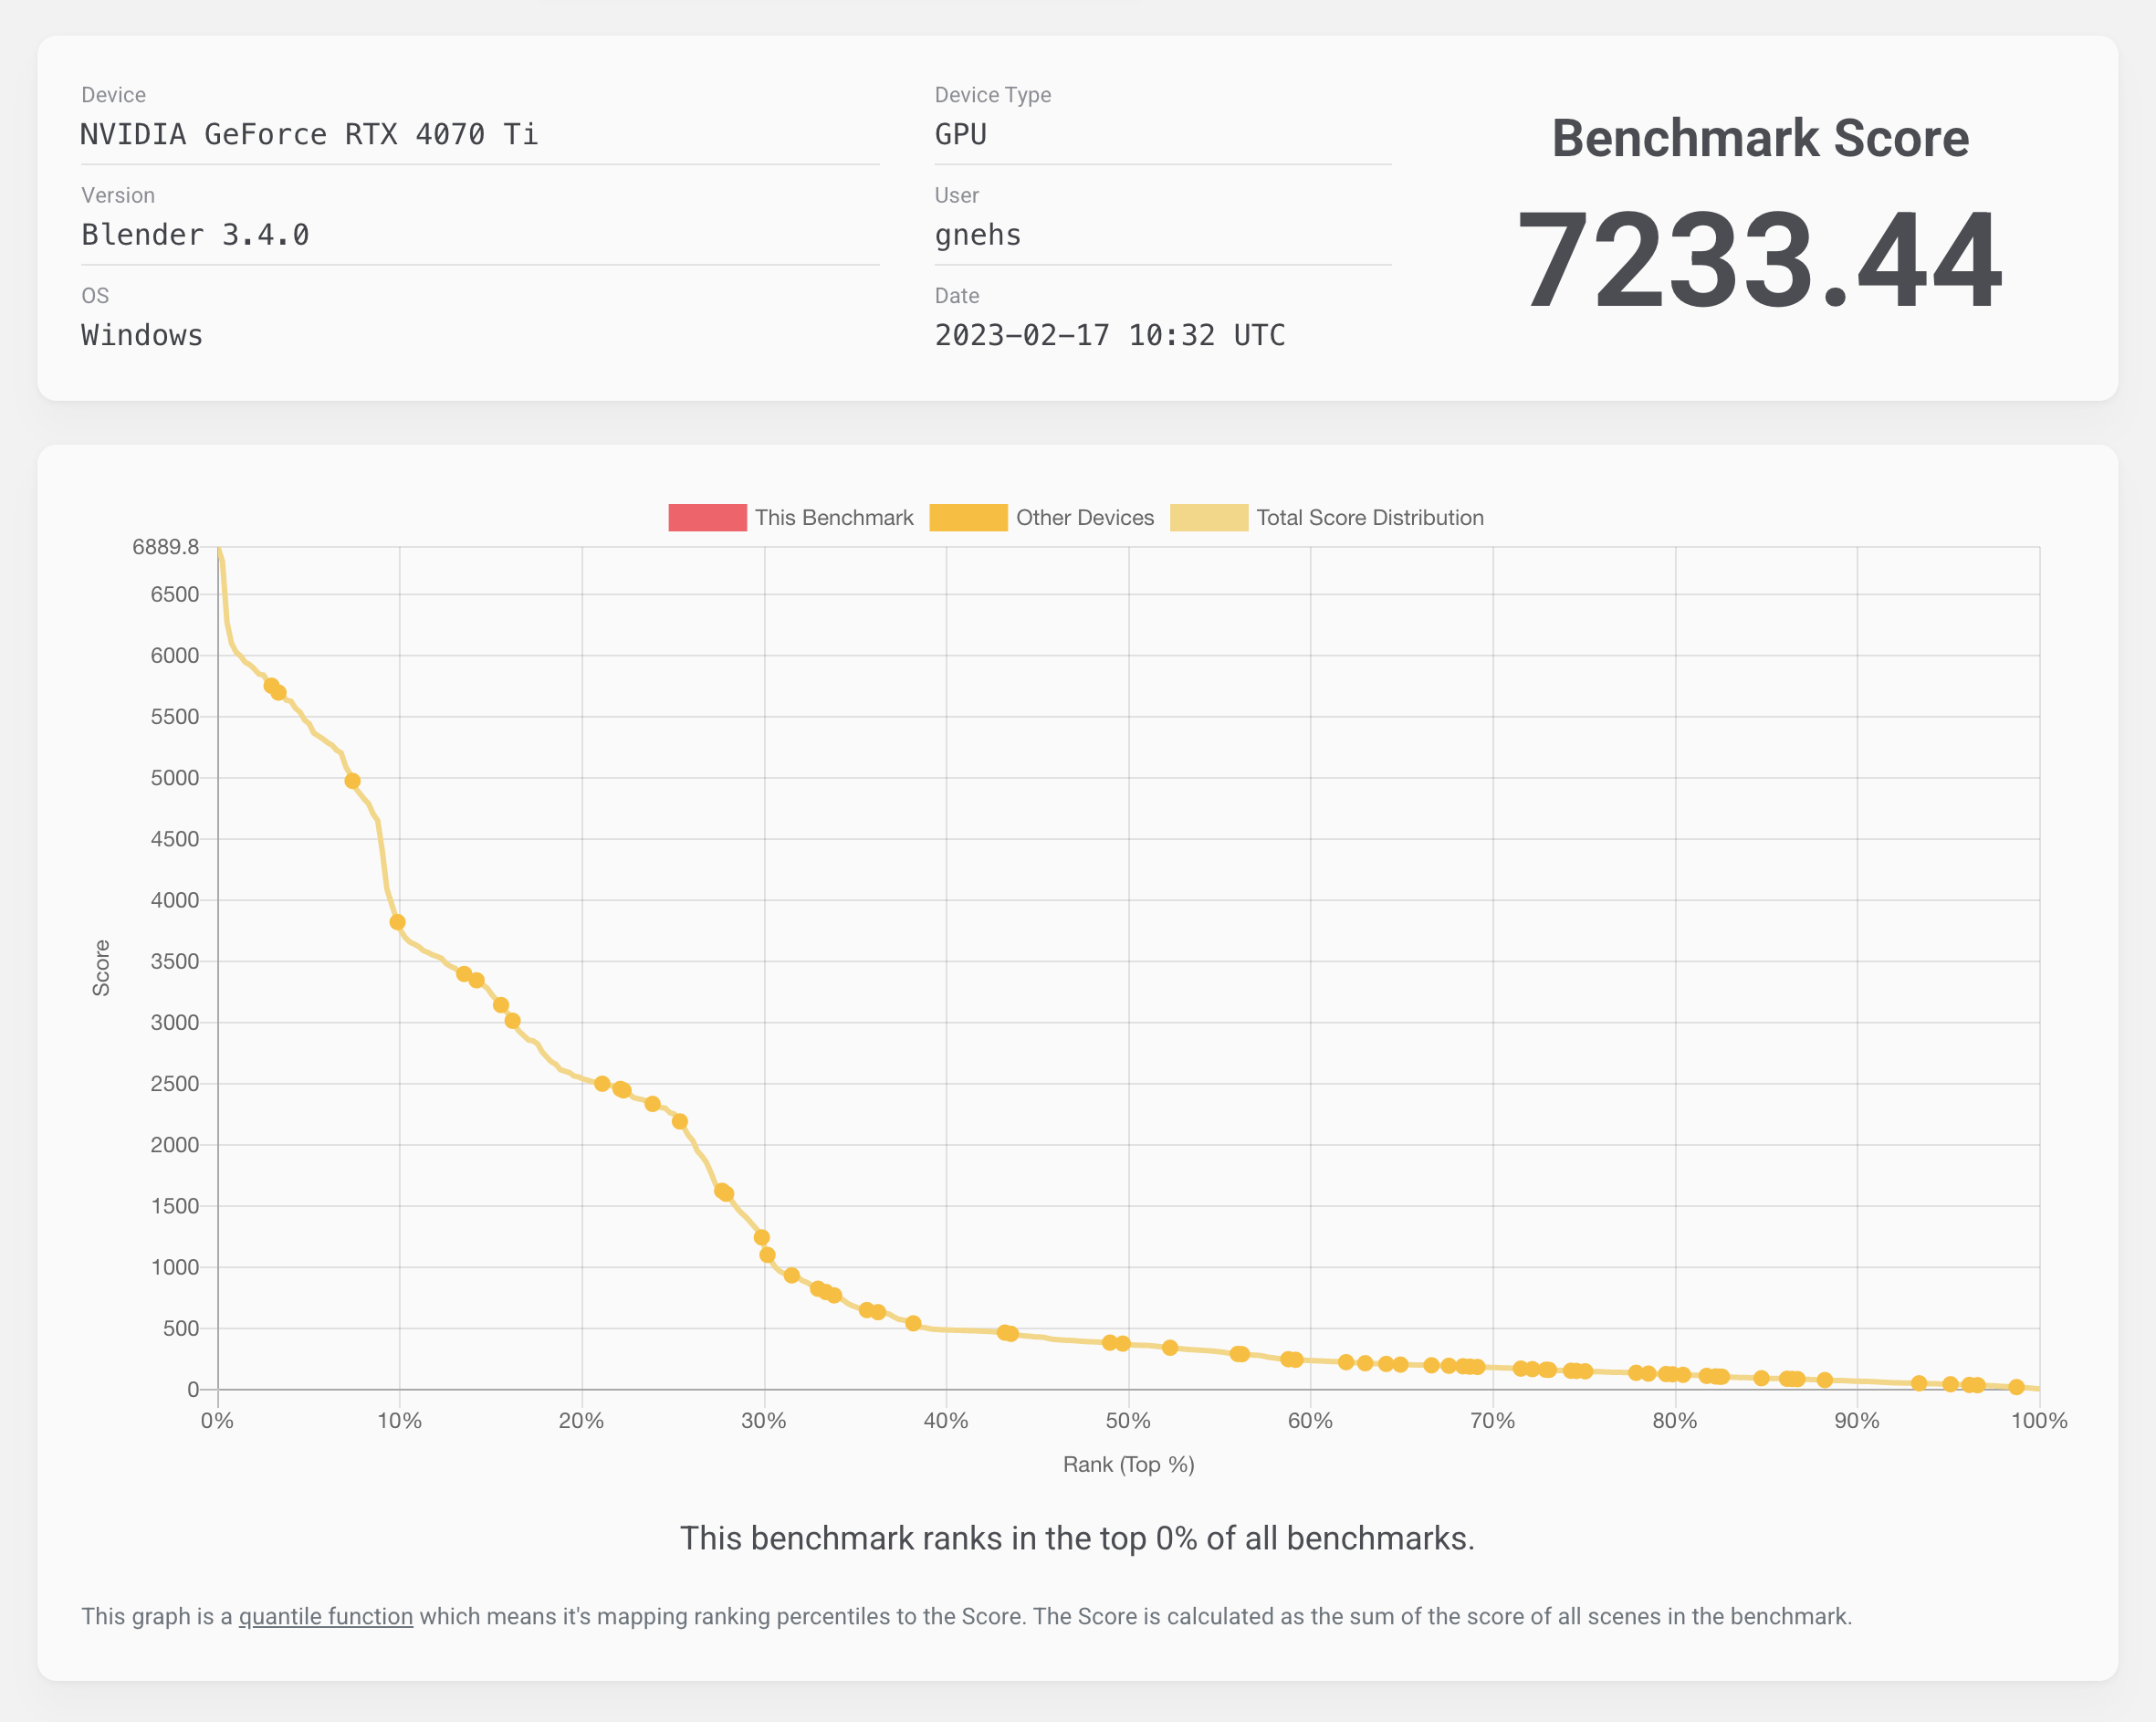 Device
NVIDIA GeForce RTX 4070 Ti
Device Type
GPU
Version
Blender 3.4.0
User
gnehs
OS
Windows
Date
2023-02-17 10:32 UTC
Benchmark Score
7233.44
This Benchmark Other Devices Total Score Distribution
6889.8
6500
6000
5500
5000
4500
4000
3500
3000
2500
2000
1500
1000
500
0
Score
0% 10% 20% 30% 40% 50% 60% 70% 80% 90% 100%
Rank (Top %)
This benchmark ranks in the top 0% of all benchmarks.
This graph is a quantile function which means it's mapping ranking percentiles to the Score. The Score is calculated as the sum of the score of all scenes in the benchmark.